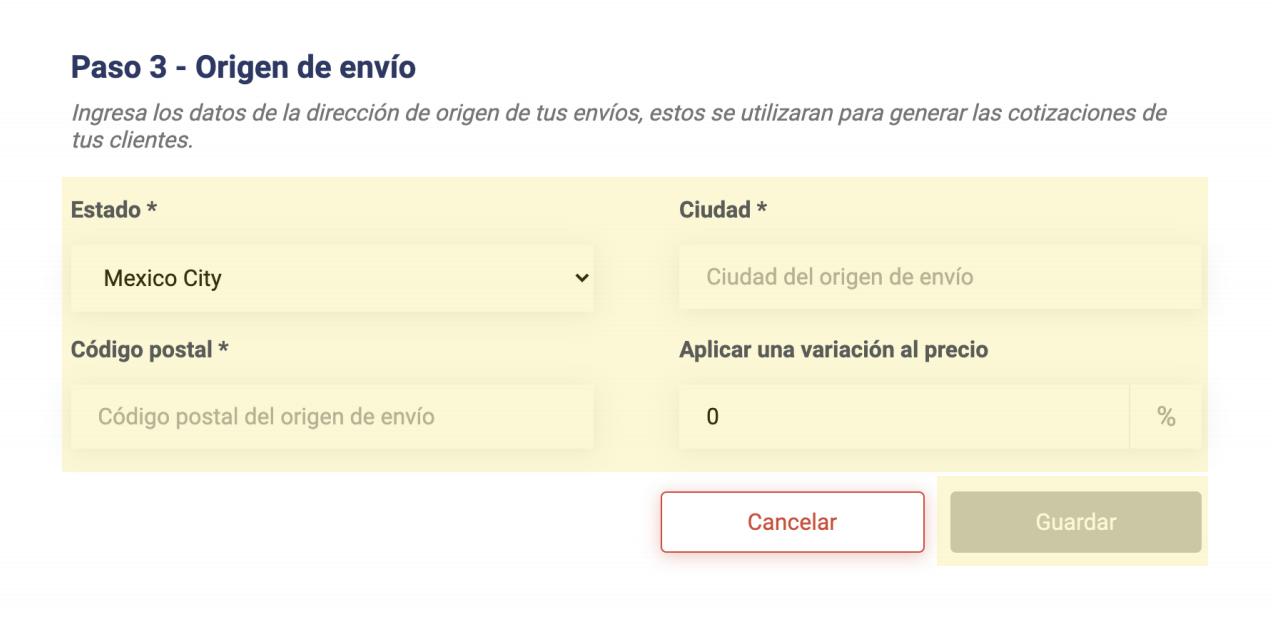 Paso 3 - Origen de envío
Ingresa los datos de la dirección de origen de tus envíos, estos se utilizaran para generar las cotizaciones de
tus clientes.
Estado *
Ciudad *
Mexico City
Ciudad del origen de envío
Código postal *
Aplicar una variación al precio
Código postal del origen de envío
0
%
Cancelar
Guardar